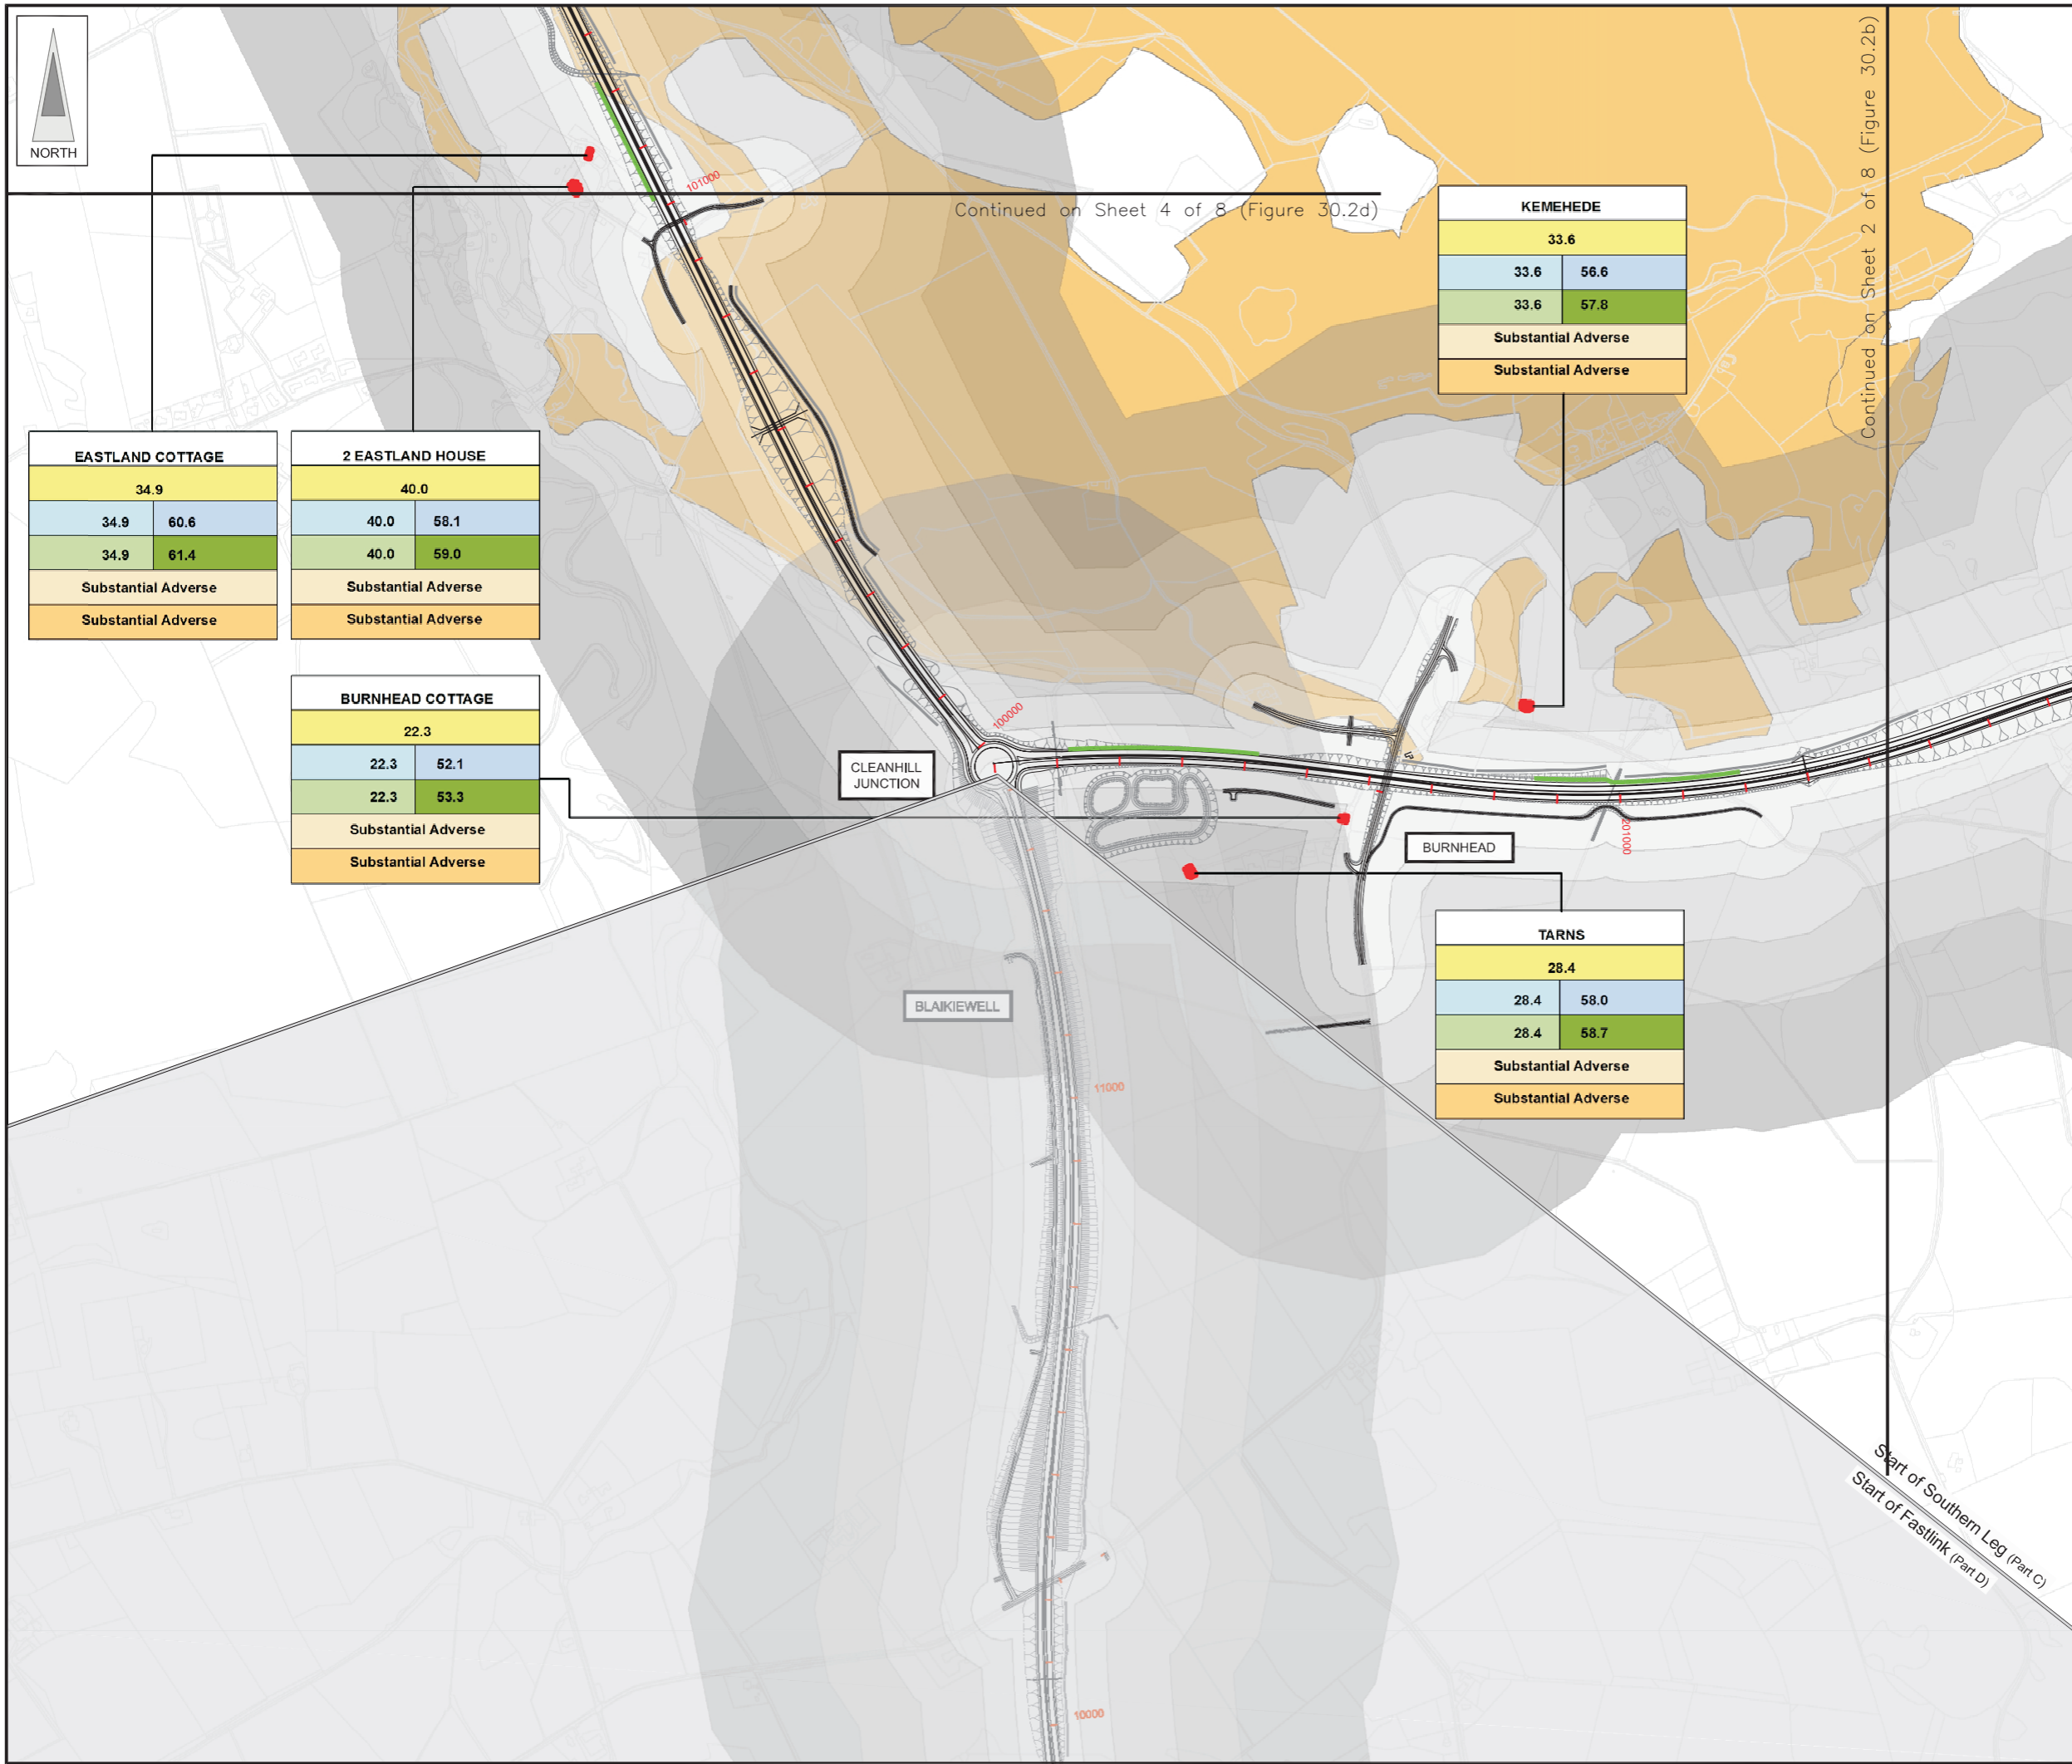 NORTH
101000
Continued on Sheet 4 of 8 (Figure 30.2d)
Continued on Sheet 2 of 8 (Figure 30.2b)
KEMEHEDE
33.6
33.6 56.6
33.6 57.8
Substantial Adverse
Substantial Adverse
EASTLAND COTTAGE
34.9
34.9 60.6
34.9 61.4
Substantial Adverse
Substantial Adverse
2 EASTLAND HOUSE
40.0
40.0 58.1
40.0 59.0
Substantial Adverse
Substantial Adverse
BURNHEAD COTTAGE
22.3
22.3 52.1
22.3 53.3
Substantial Adverse
Substantial Adverse
100000
CLEANHILL
JUNCTION
BURNHEAD
201000
TARNS
28.4
28.4 58.0
28.4 58.7
Substantial Adverse
Substantial Adverse
BLAIKIEWELL
11000
10000
Start of Southern Leg (Part C)
Start of Fastlink (Part D)